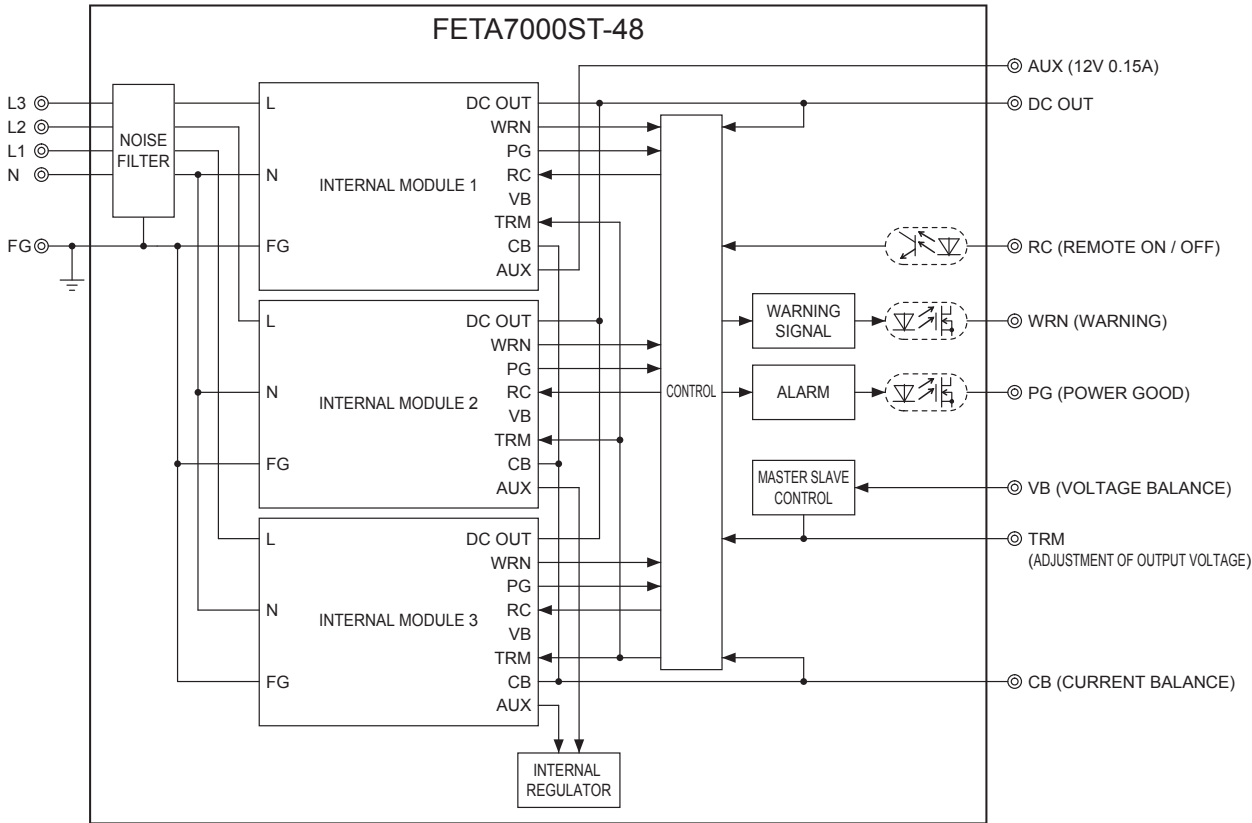 FETA7000ST-48
L3
L2
L1
N
FG
NOISE
FILTER
L
N
FG
INTERNAL MODULE 1
DC OUT
WRN
PG
RC
VB
TRM
CB
AUX
L
N
FG
INTERNAL MODULE 2
DC OUT
WRN
PG
RC
VB
TRM
CB
AUX
L
N
FG
INTERNAL MODULE 3
DC OUT
WRN
PG
RC
VB
TRM
CB
AUX
INTERNAL
REGULATOR
CONTROL
WARNING
SIGNAL
ALARM
MASTER SLAVE
CONTROL
AUX (12V 0.15A)
DC OUT
RC (REMOTE ON / OFF)
WRN (WARNING)
PG (POWER GOOD)
VB (VOLTAGE BALANCE)
TRM
(ADJUSTMENT OF OUTPUT VOLTAGE)
CB (CURRENT BALANCE)